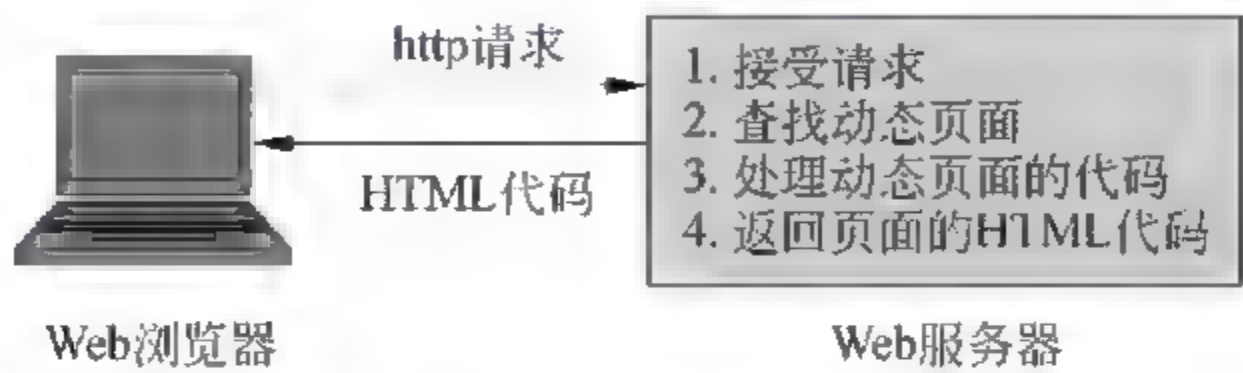 http请求
HTML代码
1. 接受请求
2. 查找动态页面
3. 处理动态页面的代码
4. 返回页面的HTML代码
Web浏览器
Web服务器